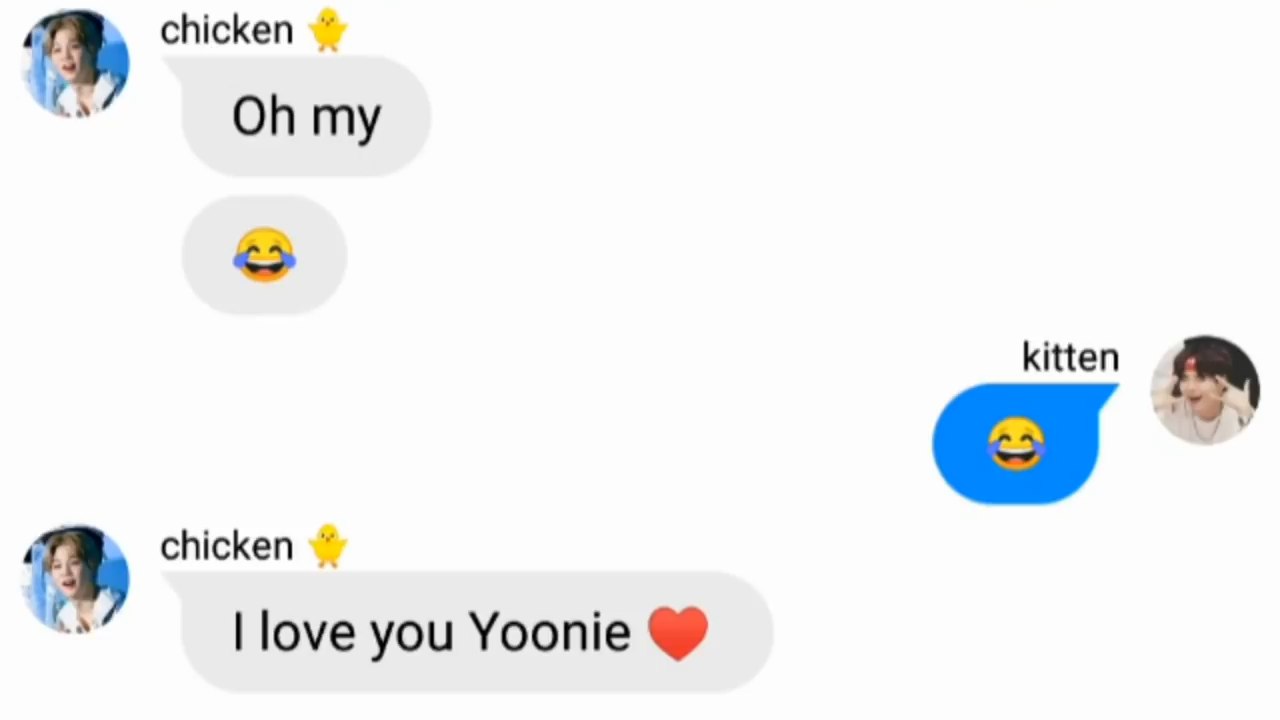 chicken 🐥
Oh my
😂
kitten
😂
chicken 🐥
I love you Yoonie ♥️